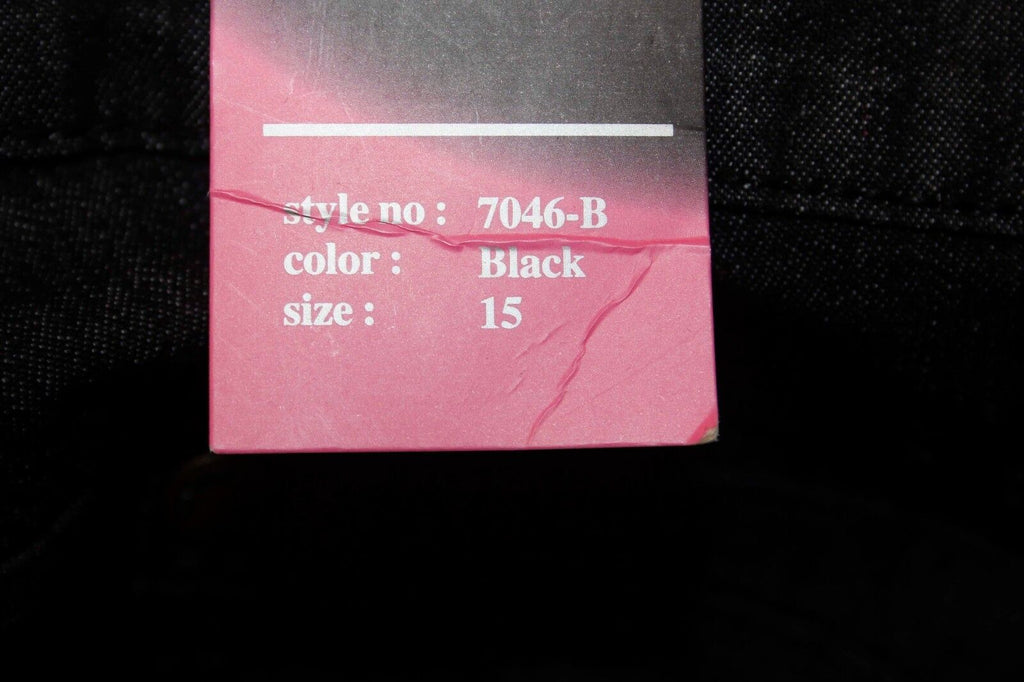 style no : 7046-B
color : Black
size : 15